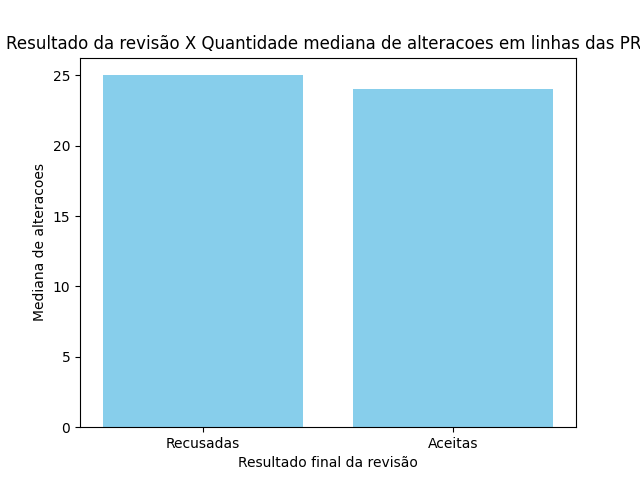 Resultado da revisão X Quantidade mediana de alteracoes em linhas das PR
25
20
15
10
5
0
Mediana de alteracoes
Recusadas
Aceitas
Resultado final da revisão